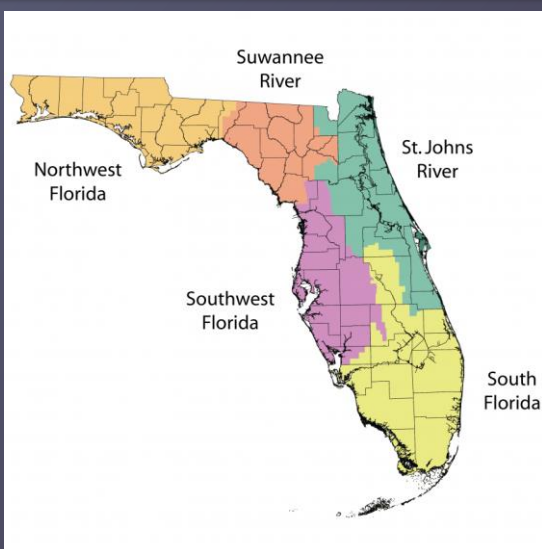 Suwannee
River
St. Johns
River
Northwest
Florida
Southwest
Florida
South
Florida